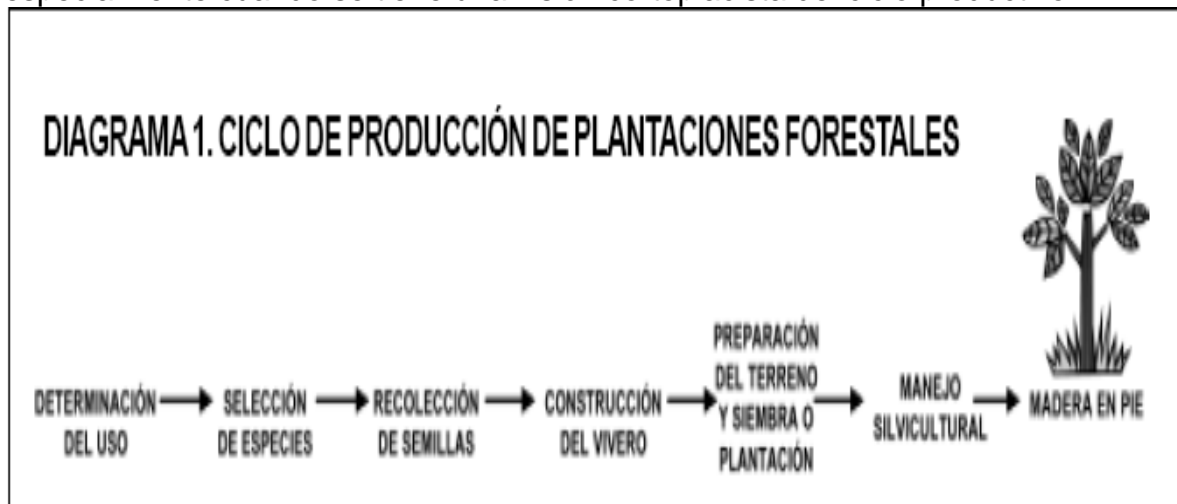 DIAGRAMA 1. CICLO DE PRODUCCIÓN DE PLANTACIONES FORESTALES
DETERMINACIÓN
DEL USO
SELECCIÓN
DE ESPECIES
RECOLECCIÓN
DE SEMILLAS
CONSTRUCCIÓN
DEL VIVERO
PREPARACIÓN
DEL TERRENO
Y SIEMBRA O
PLANTACIÓN
MANEJO
SILVICULTURAL
MADERA EN PIE